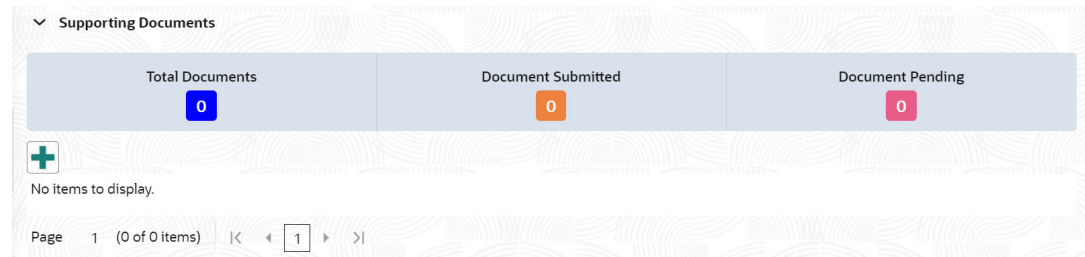 Supporting Documents
Total Documents Document Submitted Document Pending
0 0 0
No items to display.
Page 1 (0 of 0 items) 1